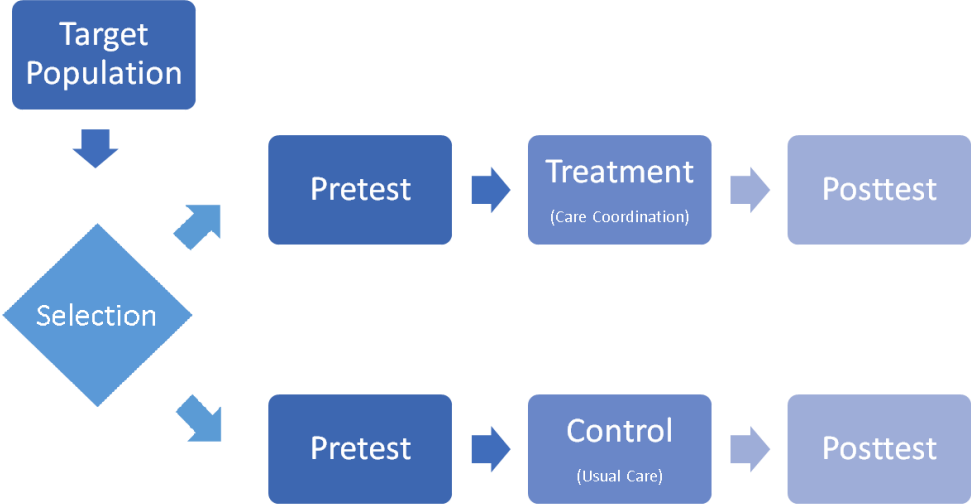 Target
Population
Selection
Pretest
Treatment
(Care Coordination)
Posttest
Pretest
Control
(Usual Care)
Posttest